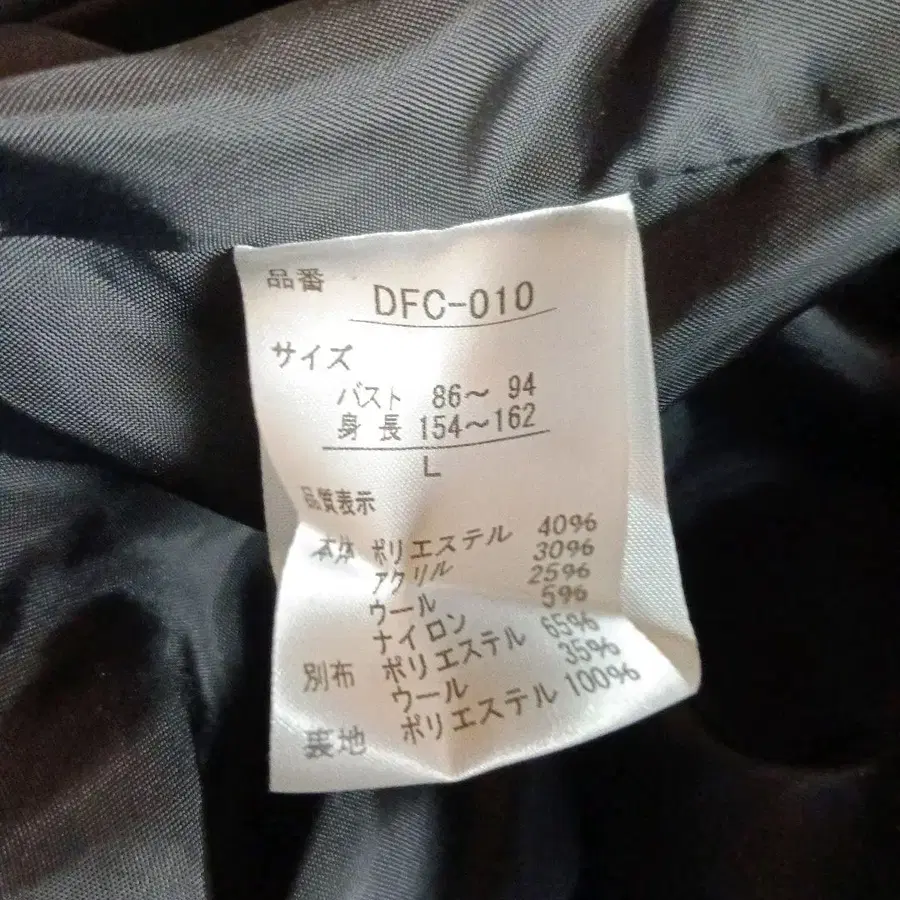 品番 DFC-010
サイズ
バスト 86～ 94
身長 154～162
L
品質表示
本体 ポリエステル 40%
アクリル 30%
ウール 25%
ナイロン 5%
別布 ポリエステル 65%
ウール 35%
裏地 ポリエステル 100%